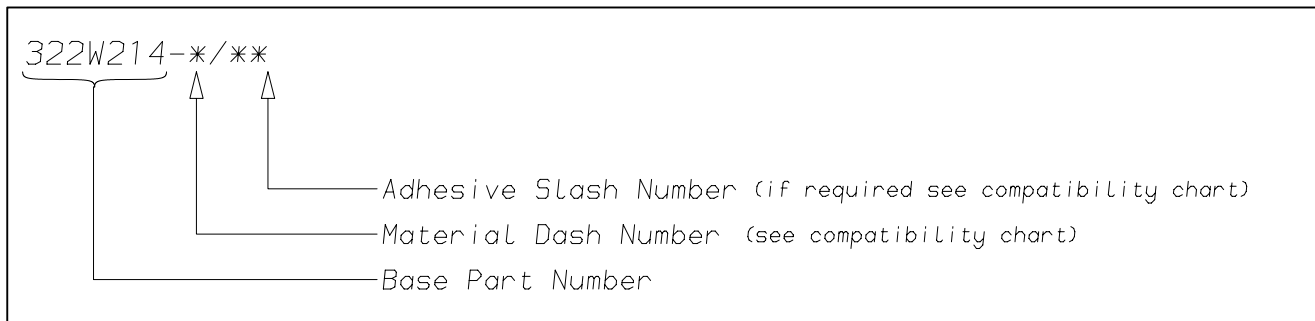 322W214-*/**
Adhesive Slash Number (if required see compatibility chart)
Material Dash Number (see compatibility chart)
Base Part Number